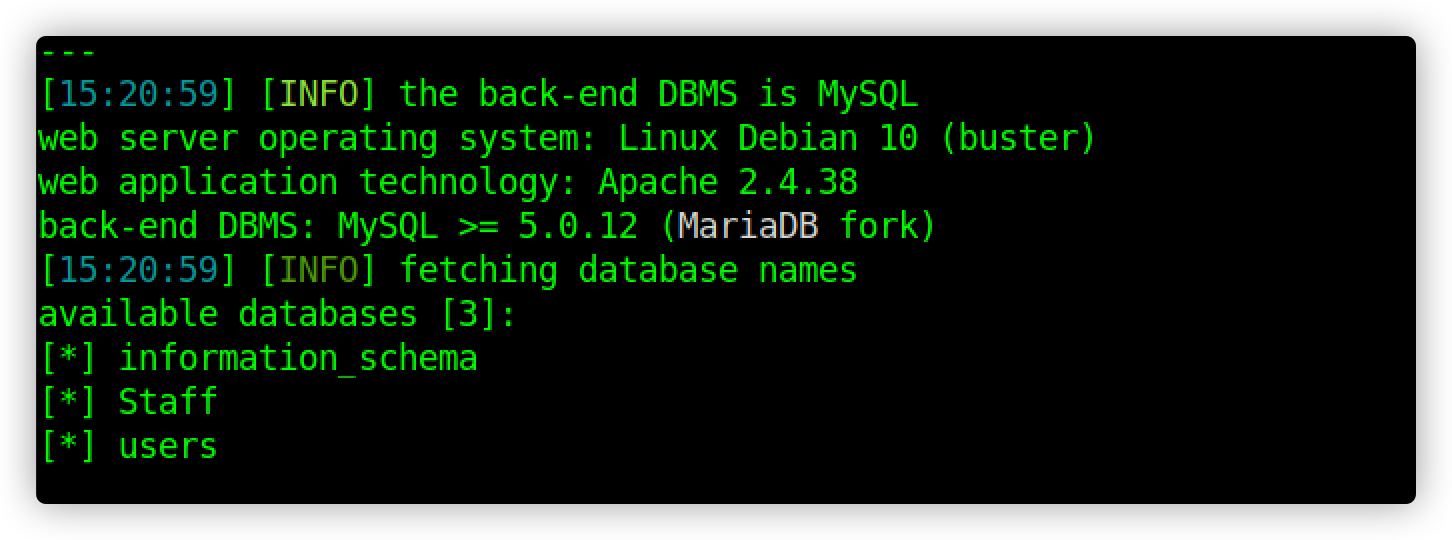 ---
[15:20:59] [INFO] the back-end DBMS is MySQL
web server operating system: Linux Debian 10 (buster)
web application technology: Apache 2.4.38
back-end DBMS: MySQL >= 5.0.12 (MariaDB fork)
[15:20:59] [INFO] fetching database names
available databases [3]:
[*] information_schema
[*] Staff
[*] users